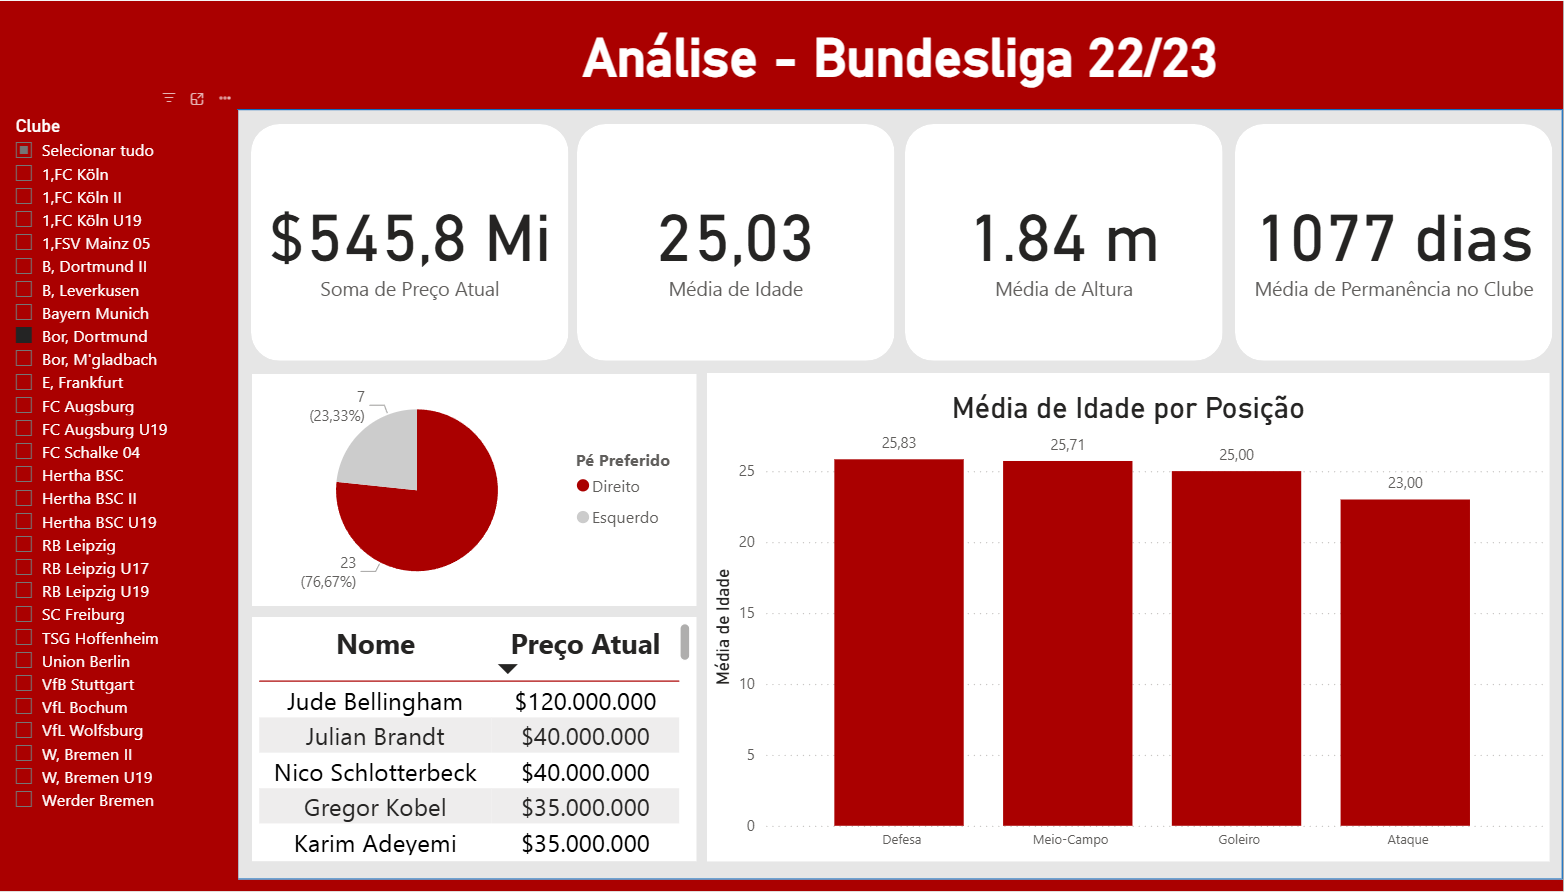 Análise - Bundesliga 22/23
Clube
Selecionar tudo
1,FC Köln
1,FC Köln II
1,FC Köln U19
1,FSV Mainz 05
B, Dortmund II
B, Leverkusen
Bayern Munich
Bor, Dortmund
Bor, M'gladbach
E, Frankfurt
FC Augsburg
FC Augsburg U19
FC Schalke 04
Hertha BSC
Hertha BSC II
Hertha BSC U19
RB Leipzig
RB Leipzig U17
RB Leipzig U19
SC Freiburg
TSG Hoffenheim
Union Berlin
VfB Stuttgart
VfL Bochum
VfL Wolfsburg
W, Bremen II
W, Bremen U19
Werder Bremen
$545,8 Mi
Soma de Preço Atual
25,03
Média de Idade
1.84 m
Média de Altura
1077 dias
Média de Permanência no Clube
7
(23,33%)
23
(76,67%)
Pé Preferido
Direito
Esquerdo
Nome Preço Atual
Jude Bellingham $120.000.000
Julian Brandt $40.000.000
Nico Schlotterbeck $40.000.000
Gregor Kobel $35.000.000
Karim Adeyemi $35.000.000
Média de Idade por Posição
Média de Idade
25
20
15
10
5
0
25,83
25,71
25,00
23,00
Defesa
Meio-Campo
Goleiro
Ataque